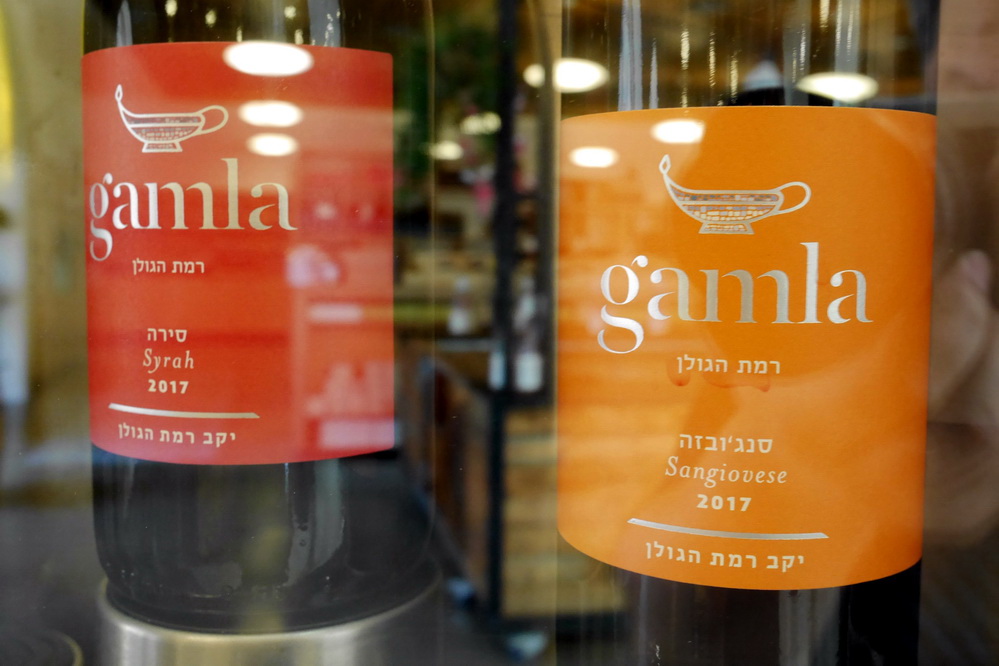 gamla
רמת הגולן
סירה
Syrah
2017
יקב רמת הגולן
gamla
רמת הגולן
סנג'ובזה
Sangiovese
2017
יקב רמת הגולן